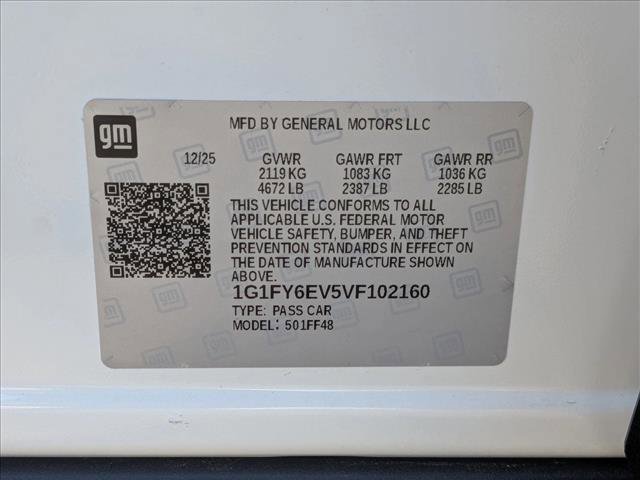 gm
MFD BY GENERAL MOTORS LLC
12/25 GVWR GAWR FRT GAWR RR
2119 KG 1083 KG 1036 KG
4672 LB 2387 LB 2285 LB
THIS VEHICLE CONFORMS TO ALL
APPLICABLE U.S. FEDERAL MOTOR
VEHICLE SAFETY, BUMPER, AND THEFT
PREVENTION STANDARDS IN EFFECT ON
THE DATE OF MANUFACTURE SHOWN
ABOVE.
1G1FY6EV5VF102160
TYPE: PASS CAR
MODEL: 501FF48